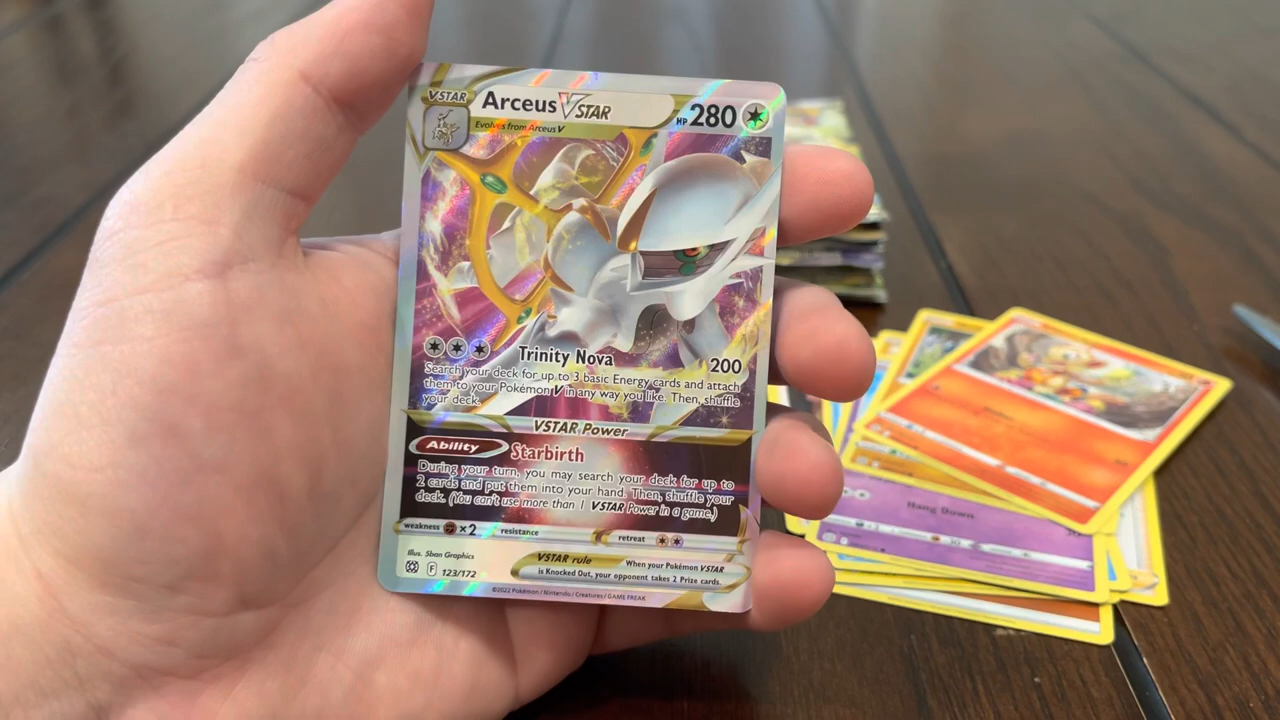 VSTAR Arceus VSTAR HP 280
Evolves from Arceus V
Trinity Nova 200
Search your deck for up to 3 basic Energy cards and attach
them to your Pokémon V in any way you like. Then, shuffle
your deck.
VSTAR Power
Ability Starbirth
During your turn, you may search your deck for up to
2 cards and put them into your hand. Then, shuffle your
deck. (You can't use more than 1 VSTAR Power in a game.)
weakness ×2 resistance retreat
Illus. 5ban Graphics
F 123/172
VSTAR rule When your Pokémon VSTAR
is Knocked Out, your opponent takes 2 Prize cards.
©2022 Pokémon / Nintendo / Creatures / GAME FREAK
Hang Down 30